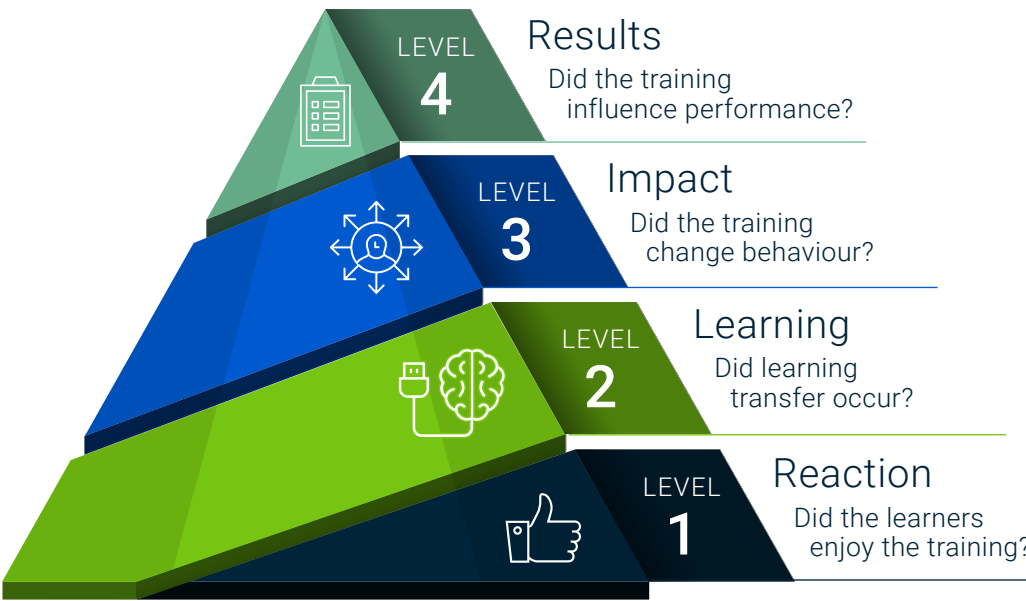 LEVEL
4
Results
Did the training
influence performance?
LEVEL
3
Impact
Did the training
change behaviour?
LEVEL
2
Learning
Did learning
transfer occur?
LEVEL
1
Reaction
Did the learners
enjoy the training?